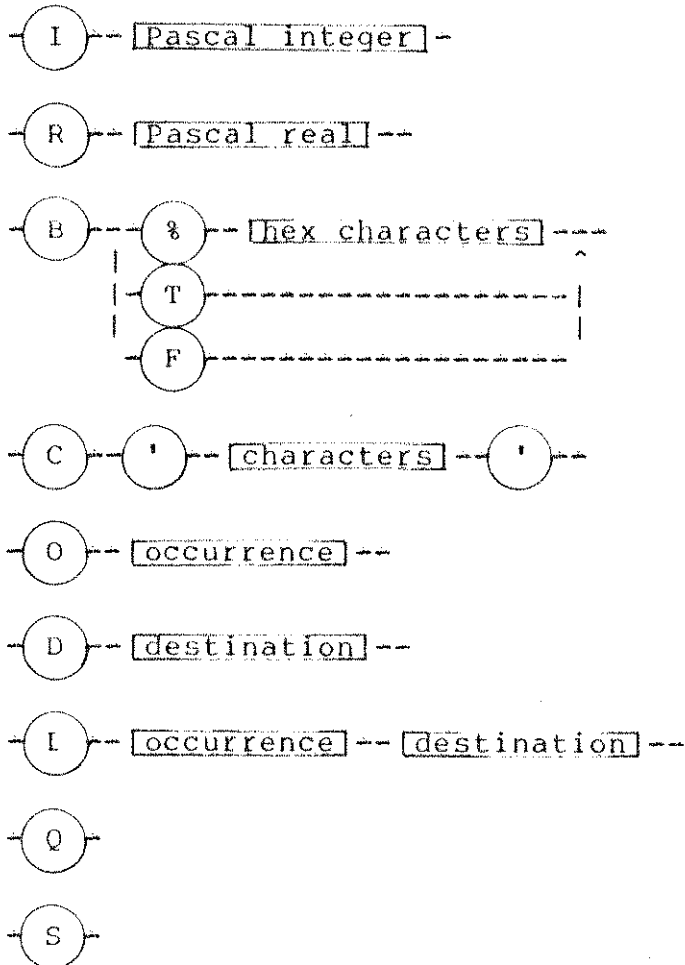 I Pascal integer
R Pascal real
B % hex characters
T
F
C ' characters '
O occurrence
D destination
L occurrence destination
Q
S